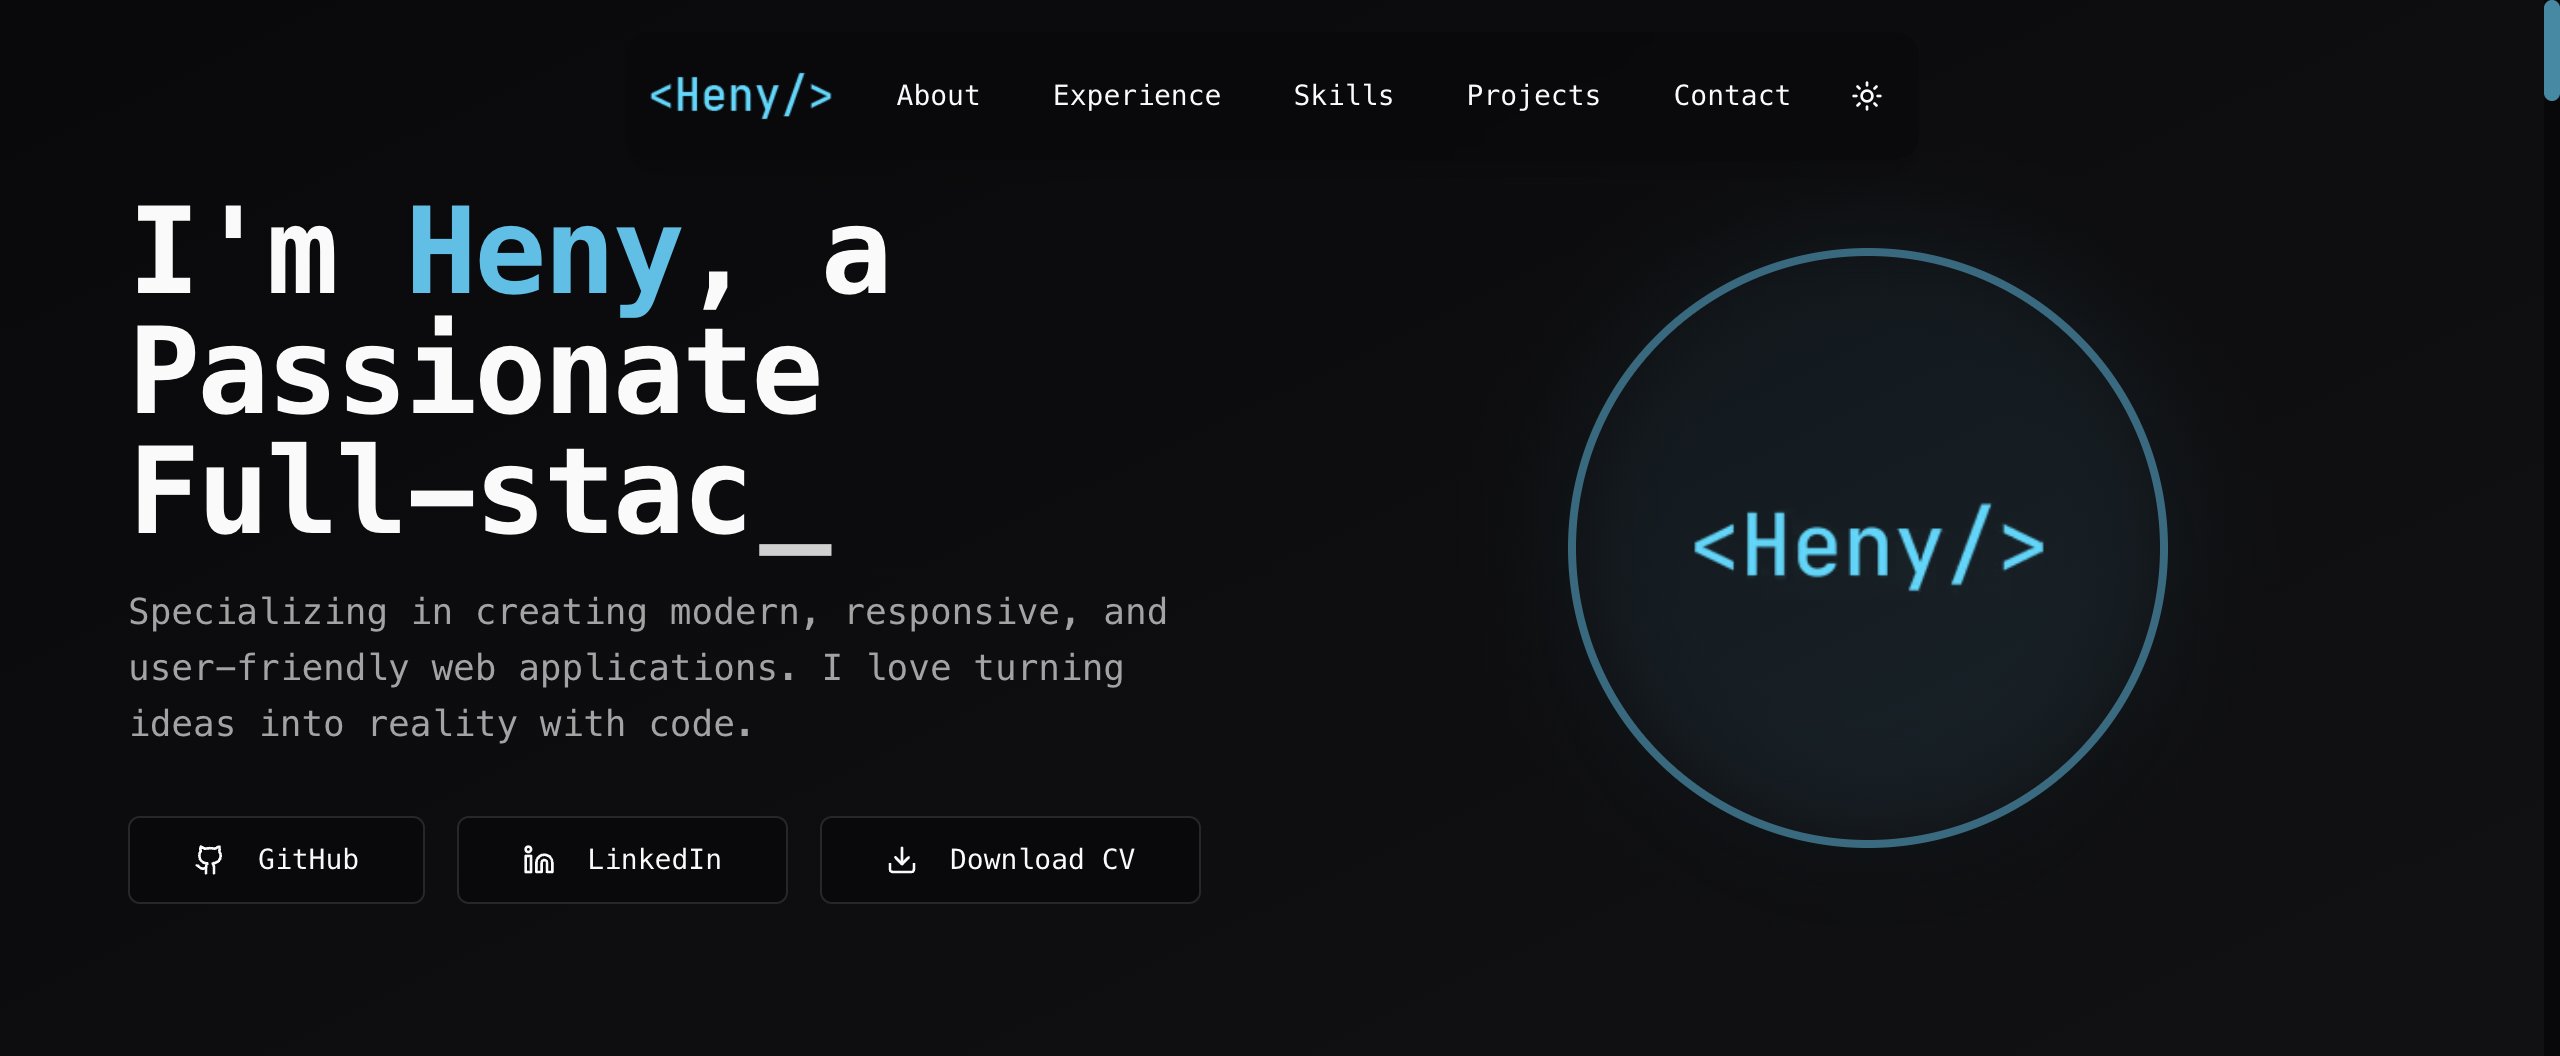 <Heny/> About Experience Skills Projects Contact
I'm Heny, a
Passionate
Full-stac_
Specializing in creating modern, responsive, and
user-friendly web applications. I love turning
ideas into reality with code.
GitHub LinkedIn Download CV
<Heny/>